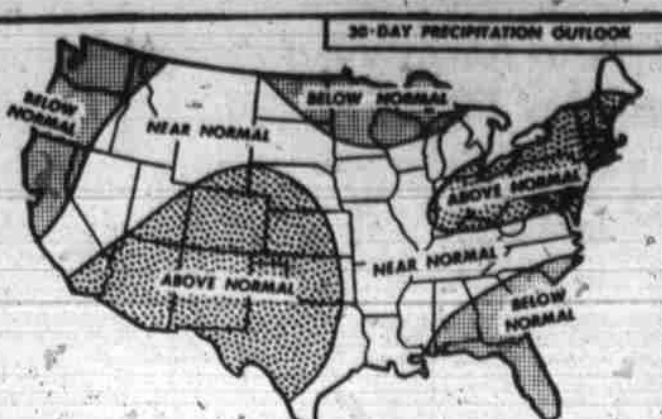 30-DAY PRECIPITATION OUTLOOK
BELOW
NORMAL
NEAR NORMAL
BELOW NORMAL
ABOVE NORMAL
ABOVE NORMAL
NEAR NORMAL
BELOW
NORMAL